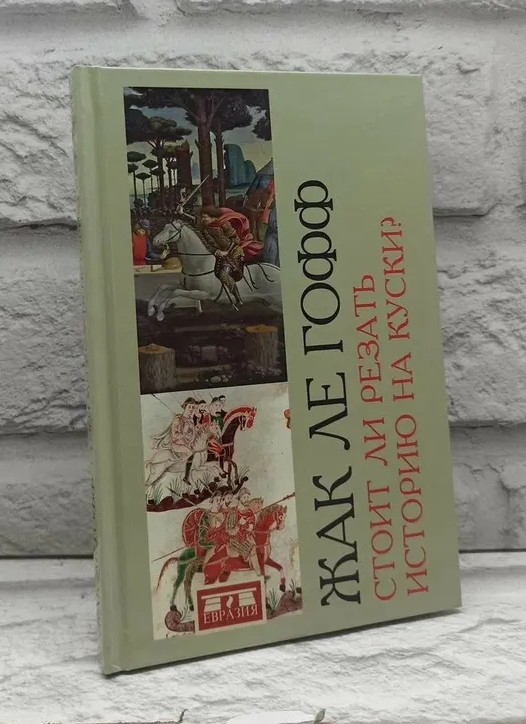 ЖАК ЛЕ ГОФФ
СТОИТ ЛИ РЕЗАТЬ
ИСТОРИЮ НА КУСКИ?
ЕВРАЗИЯ